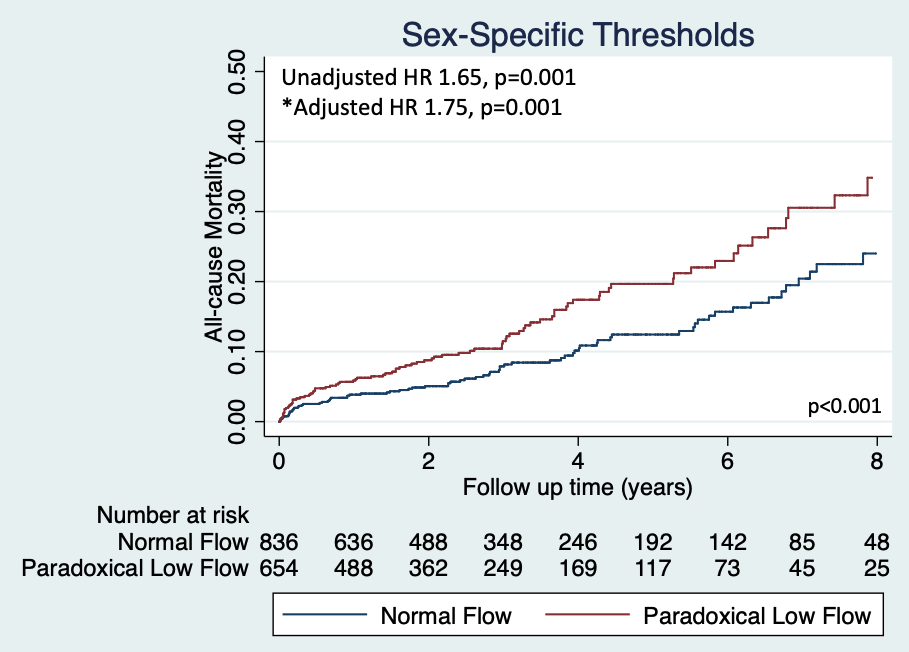 Sex-Specific Thresholds
Unadjusted HR 1.65, p=0.001
*Adjusted HR 1.75, p=0.001
All-cause Mortality
0.50
0.40
0.30
0.20
0.10
0.00
p<0.001
0 2 4 6 8
Follow up time (years)
Number at risk
Normal Flow 836 636 488 348 246 192 142 85 48
Paradoxical Low Flow 654 488 362 249 169 117 73 45 25
Normal Flow Paradoxical Low Flow